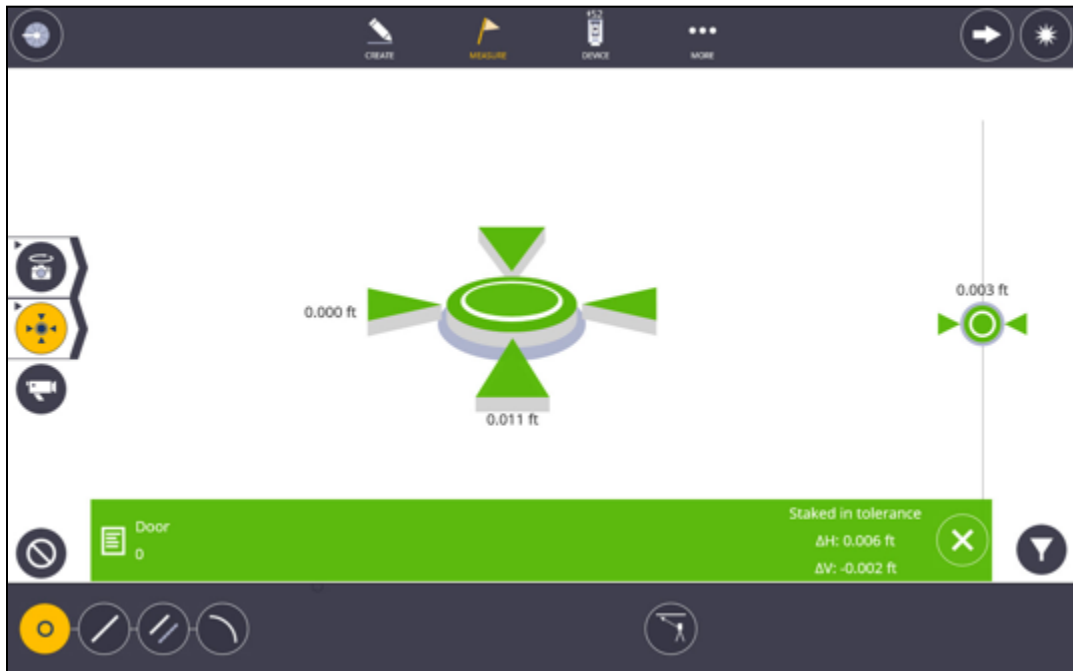 +52
CREATE
MEASURE
DEVICE
MORE
0.003 ft
0.000 ft
0.011 ft
Door
0
Staked in tolerance
ΔH: 0.006 ft
ΔV: -0.002 ft